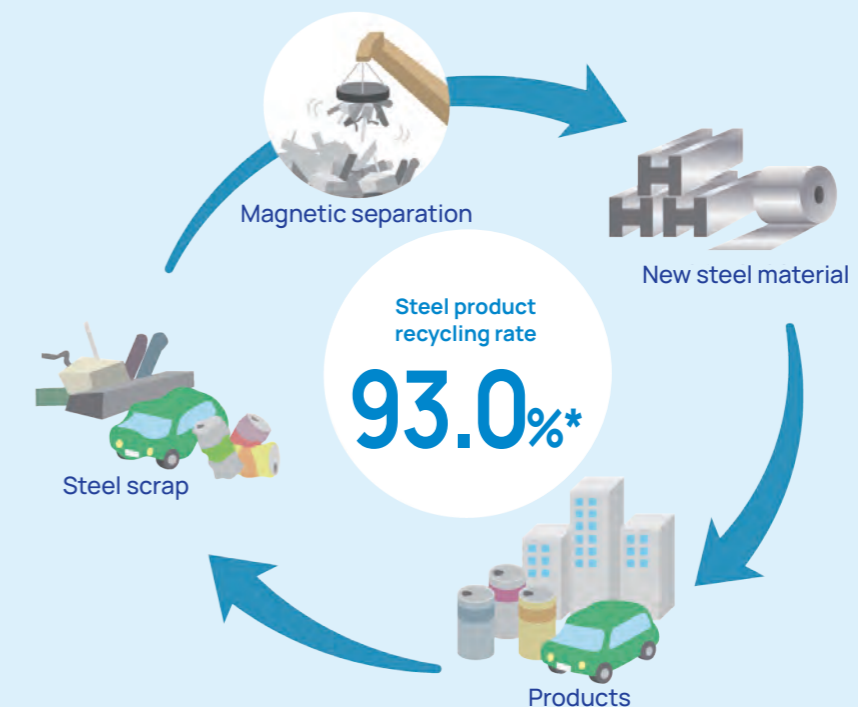 Magnetic separation
New steel material
Steel product
recycling rate
93.0%*
Steel scrap
Products